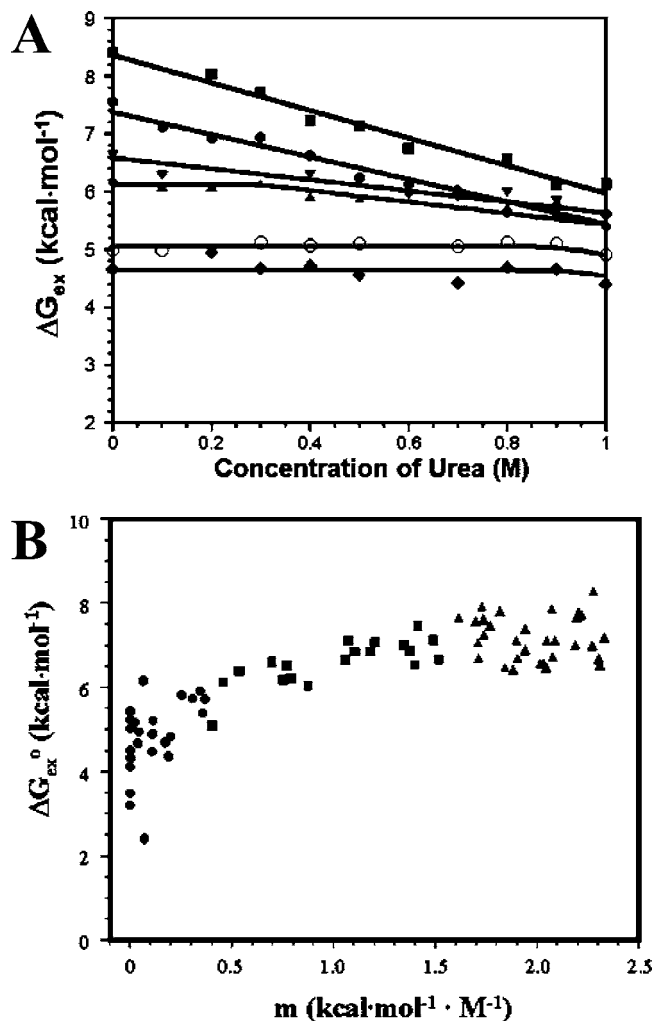 A
9
8
7
6
5
4
3
2
ΔG_ex (kcal·mol⁻¹)
0 0.2 0.4 0.6 0.8 1
Concentration of Urea (M)
B
10
8
6
4
2
0
ΔG_ex° (kcal·mol⁻¹)
0 0.5 1.0 1.5 2.0 2.5
m (kcal·mol⁻¹ · M⁻¹)